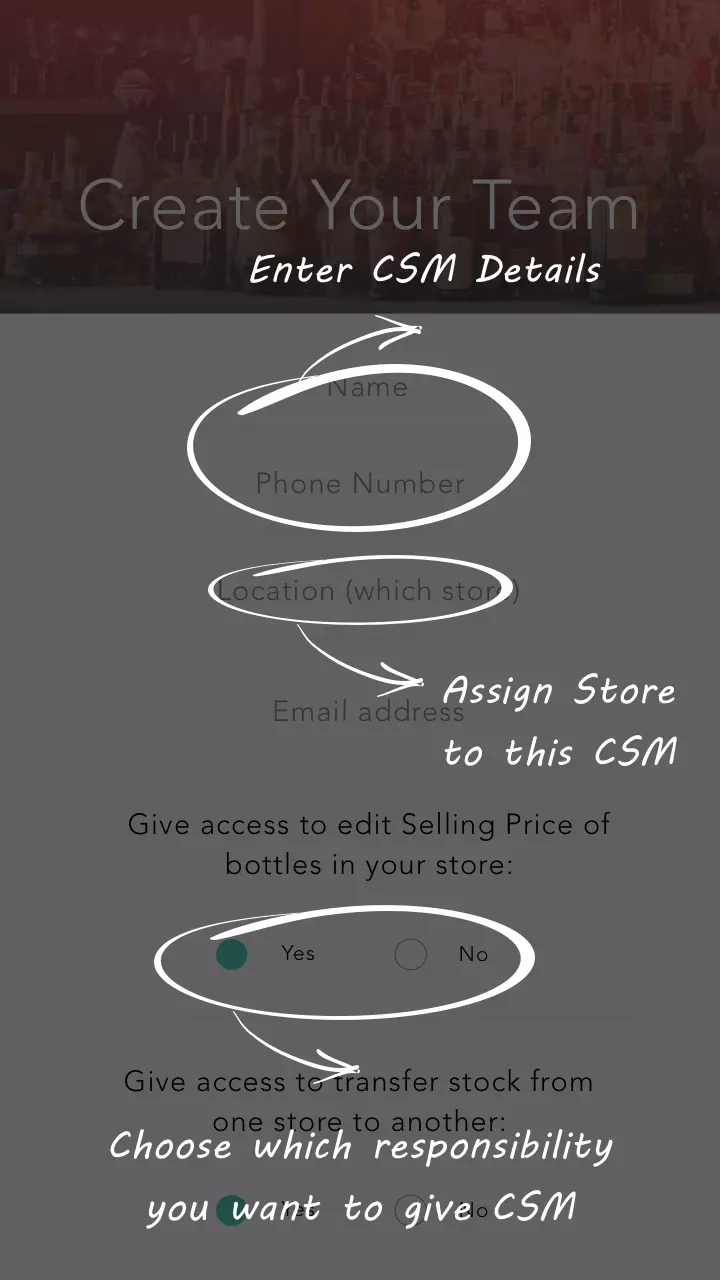 Create Your Team
Enter CSM Details
Name
Phone Number
Location (which store)
Assign Store
Email address
to this CSM
Give access to edit Selling Price of
bottles in your store:
Yes No
Give access to transfer stock from
one store to another:
Choose which responsibility
you want to give CSM
Yes No